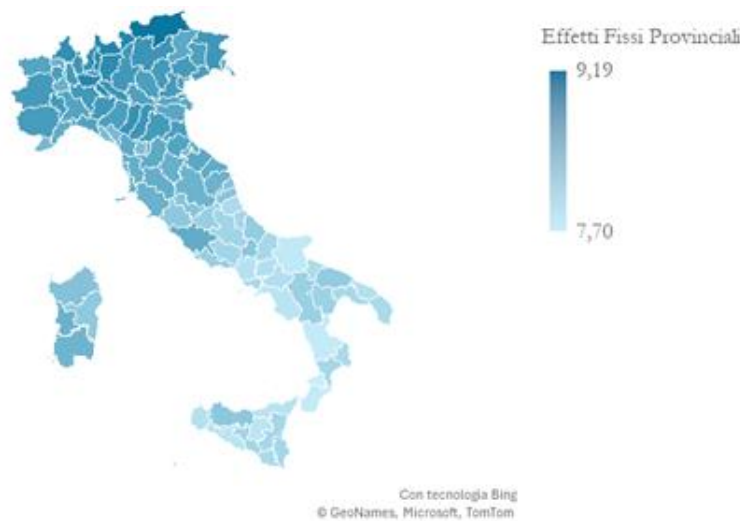 Effetti Fissi Provinciali
9,19
7,70
Con tecnologia Bing
© GeoNames, Microsoft, TomTom